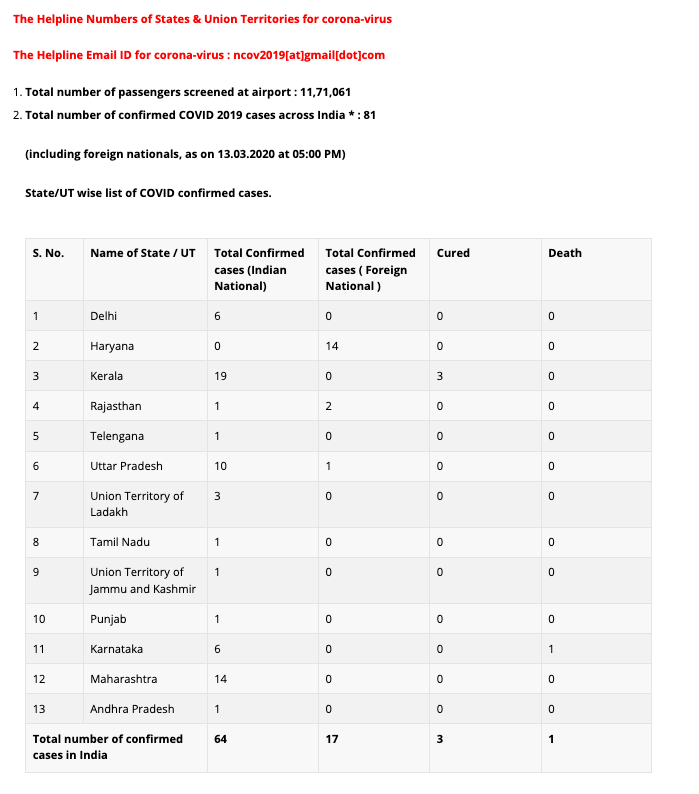 The Helpline Numbers of States & Union Territories for corona-virus
The Helpline Email ID for corona-virus : ncov2019[at]gmail[dot]com
1. Total number of passengers screened at airport : 11,71,061
2. Total number of confirmed COVID 2019 cases across India * : 81
(including foreign nationals, as on 13.03.2020 at 05:00 PM)
State/UT wise list of COVID confirmed cases.
S. No. Name of State / UT Total Confirmed cases (Indian National) Total Confirmed cases ( Foreign National ) Cured Death
1 Delhi 6 0 0 0
2 Haryana 0 14 0 0
3 Kerala 19 0 3 0
4 Rajasthan 1 2 0 0
5 Telengana 1 0 0 0
6 Uttar Pradesh 10 1 0 0
7 Union Territory of Ladakh 3 0 0 0
8 Tamil Nadu 1 0 0 0
9 Union Territory of Jammu and Kashmir 1 0 0 0
10 Punjab 1 0 0 0
11 Karnataka 6 0 0 1
12 Maharashtra 14 0 0 0
13 Andhra Pradesh 1 0 0 0
Total number of confirmed cases in India 64 17 3 1